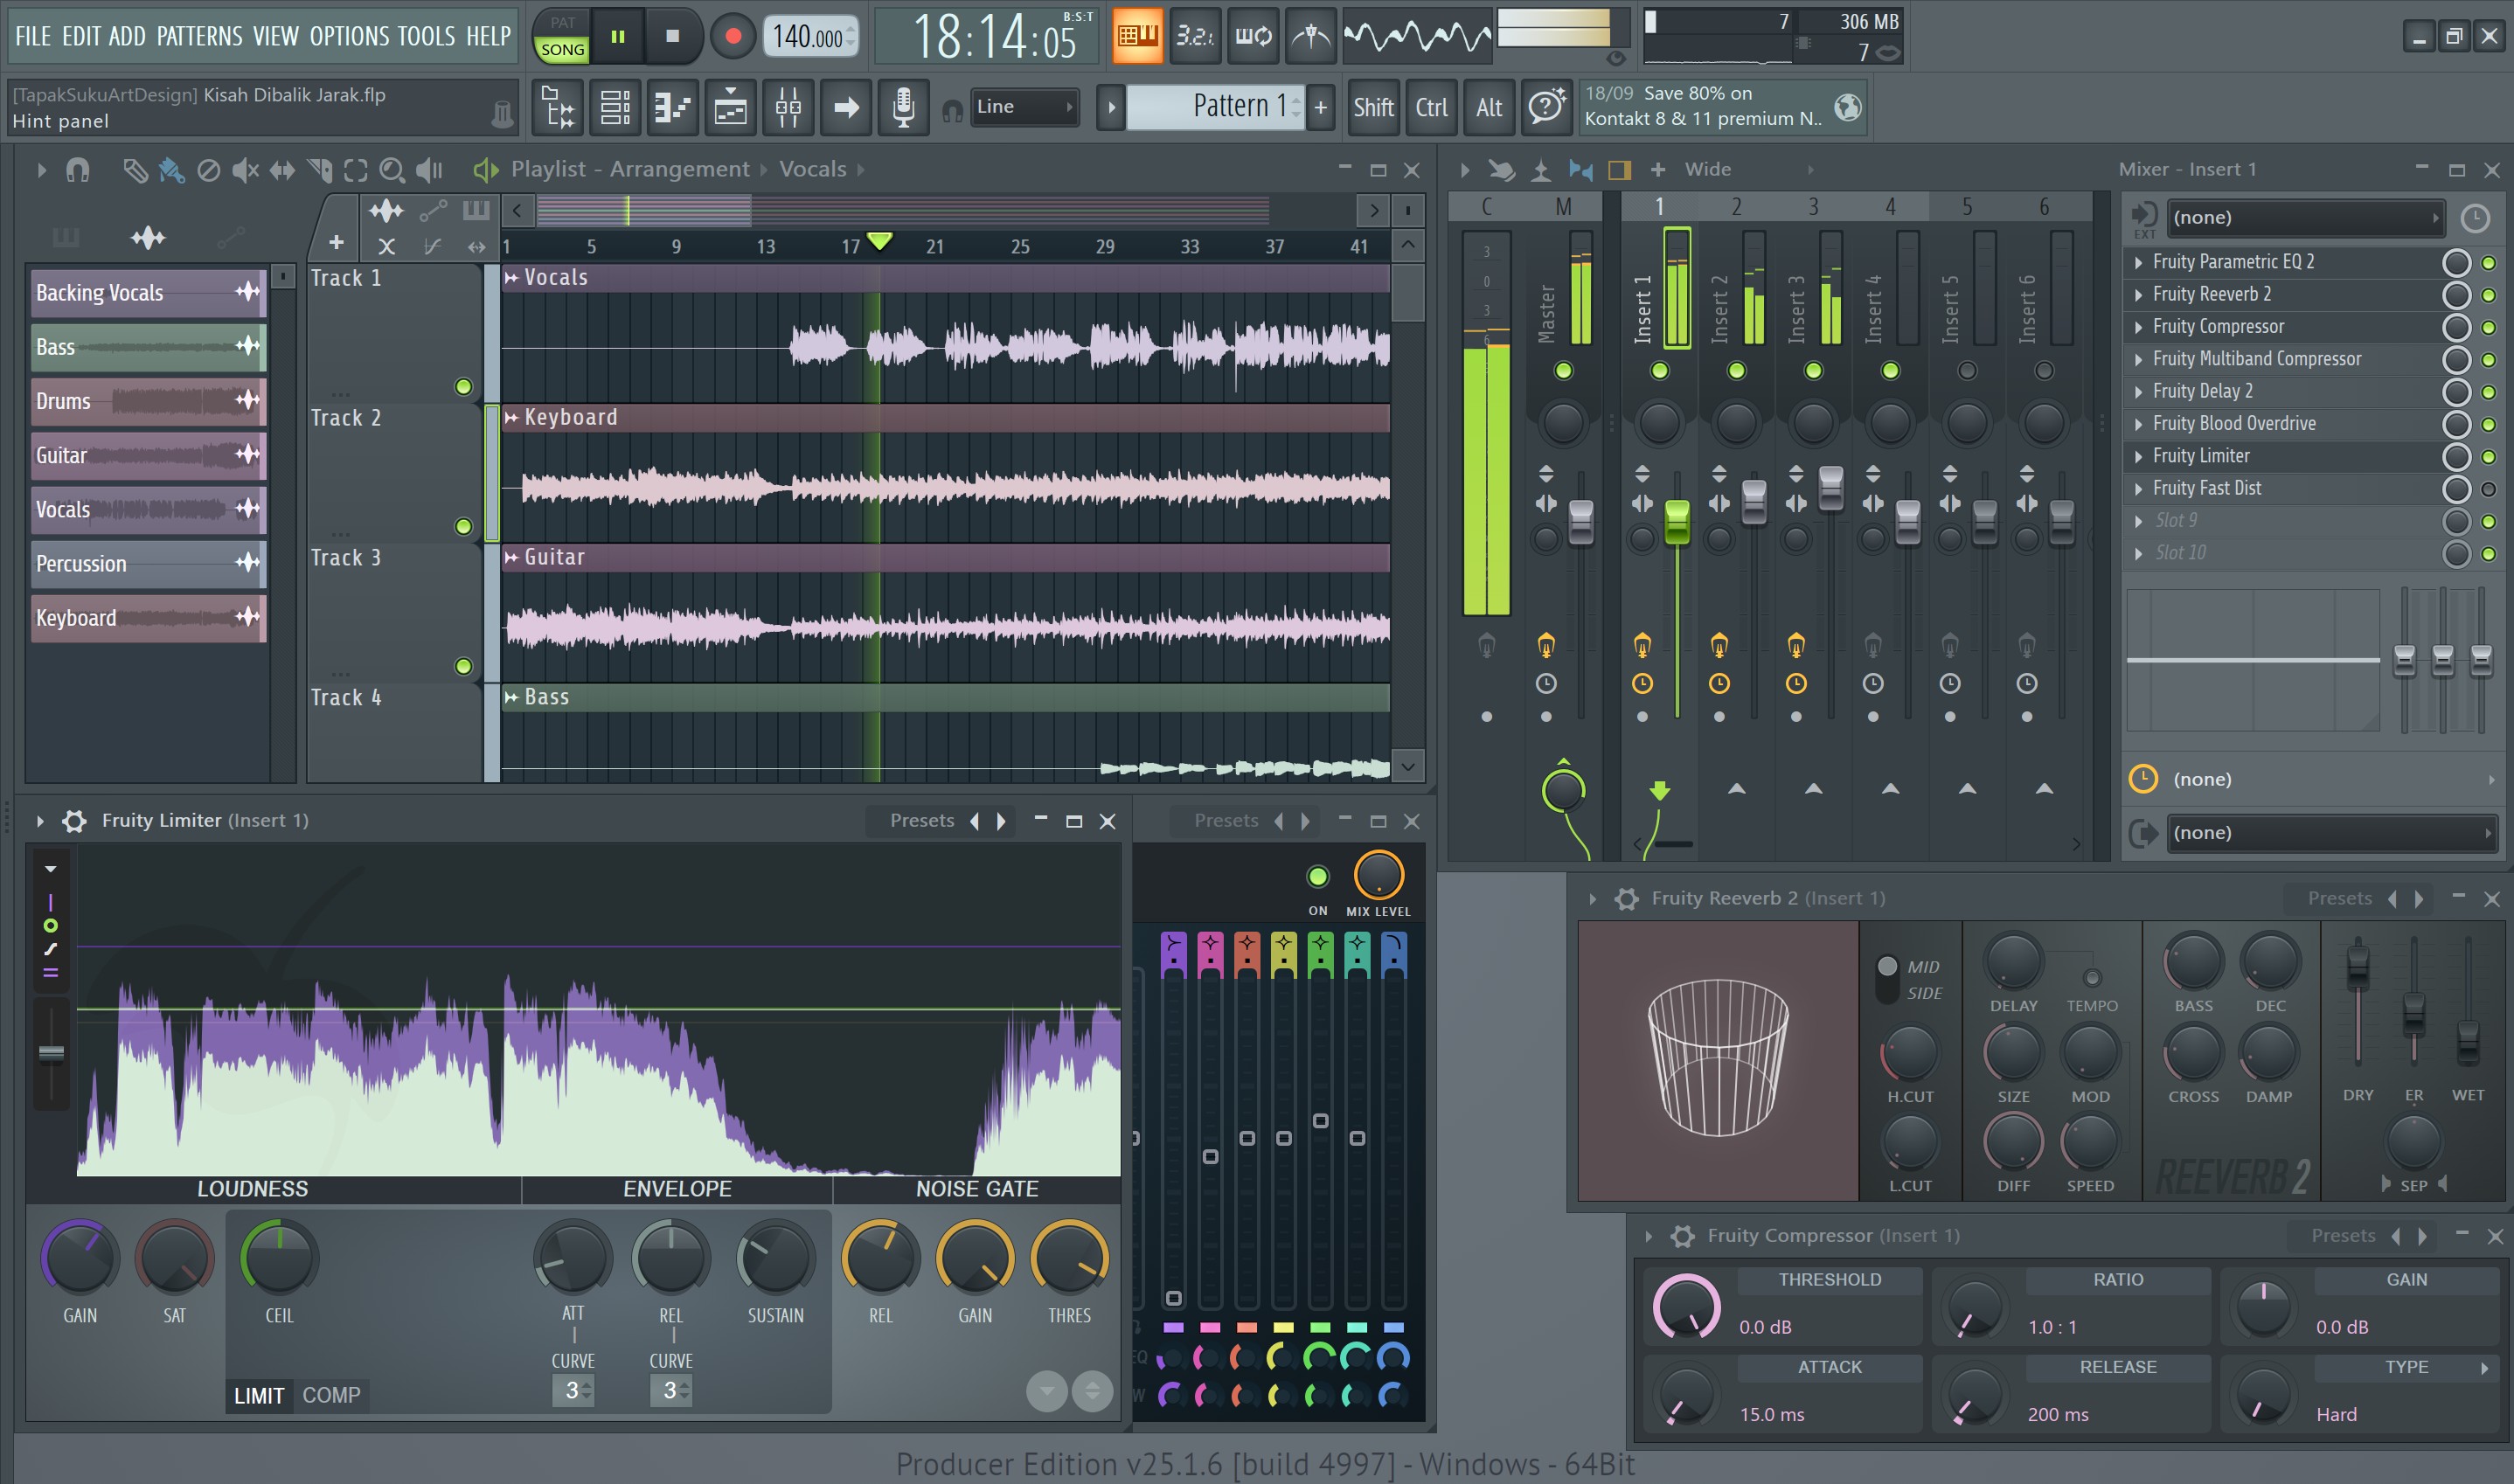 FILE EDIT ADD PATTERNS VIEW OPTIONS TOOLS HELP
PAT
SONG
140.000
18:14:05
B:S:T
3.2.
7
306 MB
7
[TapakSukuArtDesign] Kisah Dibalik Jarak.flp
Hint panel
Line
Pattern 1
+
Shift
Ctrl
Alt
18/09 Save 80% on
Kontakt 8 & 11 premium N..
Playlist - Arrangement
Vocals
+
1 5 9 13 17 21 25 29 33 37 41
Backing Vocals
Bass
Drums
Guitar
Vocals
Percussion
Keyboard
Track 1
Vocals
Track 2
Keyboard
Track 3
Guitar
Track 4
Bass
Wide
C M 1 2 3 4 5 6
3
0
3
6
Master
Insert 1
Insert 2
Insert 3
Insert 4
Insert 5
Insert 6
Mixer - Insert 1
EXT
(none)
Fruity Parametric EQ 2
Fruity Reeverb 2
Fruity Compressor
Fruity Multiband Compressor
Fruity Delay 2
Fruity Blood Overdrive
Fruity Limiter
Fruity Fast Dist
Slot 9
Slot 10
(none)
(none)
Fruity Limiter (Insert 1)
Presets
LOUDNESS
ENVELOPE
NOISE GATE
GAIN
SAT
CEIL
ATT
REL
SUSTAIN
REL
GAIN
THRES
CURVE
CURVE
3
3
LIMIT
COMP
Presets
ON
MIX LEVEL
EQ
W
Fruity Reeverb 2 (Insert 1)
Presets
MID
SIDE
DELAY
TEMPO
BASS
DEC
H.CUT
SIZE
MOD
CROSS
DAMP
DRY
ER
WET
L.CUT
DIFF
SPEED
REEVERB 2
SEP
Fruity Compressor (Insert 1)
Presets
THRESHOLD
0.0 dB
RATIO
1.0 : 1
GAIN
0.0 dB
ATTACK
15.0 ms
RELEASE
200 ms
TYPE
Hard
Producer Edition v25.1.6 [build 4997] - Windows - 64Bit